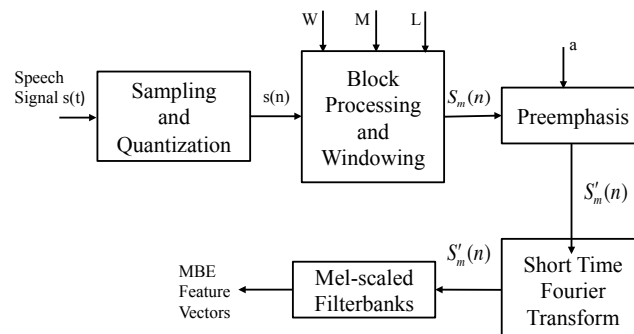 W
M
L
a
Speech
Signal s(t)
Sampling
and
Quantization
s(n)
Block
Processing
and
Windowing
S_m(n)
Preemphasis
S'_m(n)
Short Time
Fourier
Transform
S'_m(n)
Mel-scaled
Filterbanks
MBE
Feature
Vectors